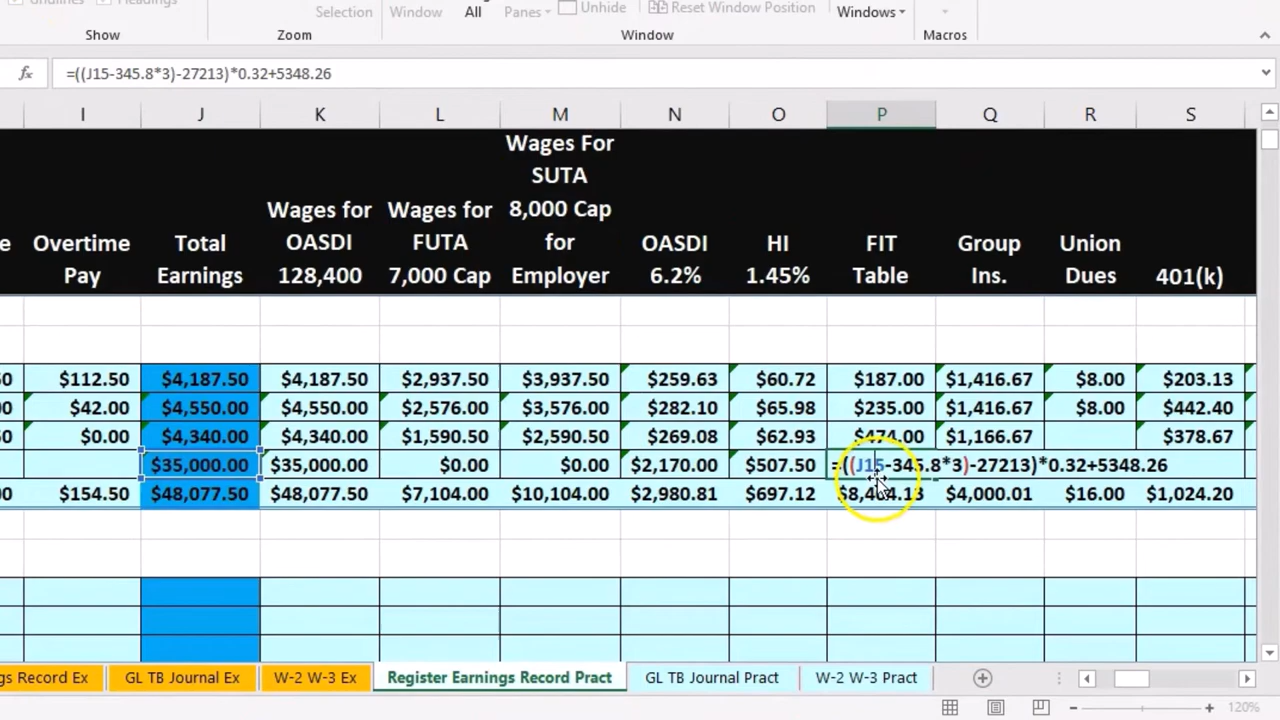 Gridlines Headings
Selection Window All Panes Unhide Reset Window Position Windows
Show Zoom Window Macros
fx =((J15-345.8*3)-27213)*0.32+5348.26
I J K L M N O P Q R S
Overtime Pay
Total Earnings
Wages for OASDI 128,400
Wages for FUTA 7,000 Cap
Wages For SUTA 8,000 Cap for Employer
OASDI 6.2%
HI 1.45%
FIT Table
Group Ins.
Union Dues
401(k)
$112.50 $4,187.50 $4,187.50 $2,937.50 $3,937.50 $259.63 $60.72 $187.00 $1,416.67 $8.00 $203.13
$42.00 $4,550.00 $4,550.00 $2,576.00 $3,576.00 $282.10 $65.98 $235.00 $1,416.67 $8.00 $442.40
$0.00 $4,340.00 $4,340.00 $1,590.50 $2,590.50 $269.08 $62.93 $474.00 $1,166.67 $378.67
$35,000.00 $35,000.00 $0.00 $0.00 $2,170.00 $507.50 =((J15-345.8*3)-27213)*0.32+5348.26
$154.50 $48,077.50 $48,077.50 $7,104.00 $10,104.00 $2,980.81 $697.12 $8,464.13 $4,000.01 $16.00 $1,024.20
gs Record Ex GL TB Journal Ex W-2 W-3 Ex Register Earnings Record Pract GL TB Journal Pract W-2 W-3 Pract
120%